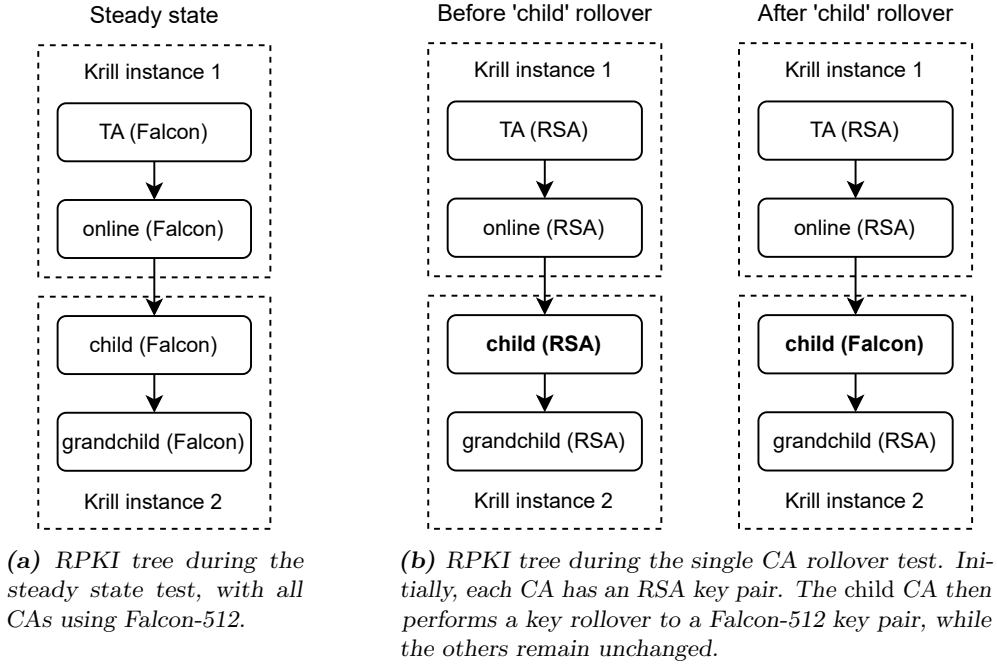 Steady state
Krill instance 1
TA (Falcon)
online (Falcon)
child (Falcon)
grandchild (Falcon)
Krill instance 2
(a) RPKI tree during the
steady state test, with all
CAs using Falcon-512.
Before 'child' rollover
Krill instance 1
TA (RSA)
online (RSA)
child (RSA)
grandchild (RSA)
Krill instance 2
After 'child' rollover
Krill instance 1
TA (RSA)
online (RSA)
child (Falcon)
grandchild (RSA)
Krill instance 2
(b) RPKI tree during the single CA rollover test. Ini-
tially, each CA has an RSA key pair. The child CA then
performs a key rollover to a Falcon-512 key pair, while
the others remain unchanged.